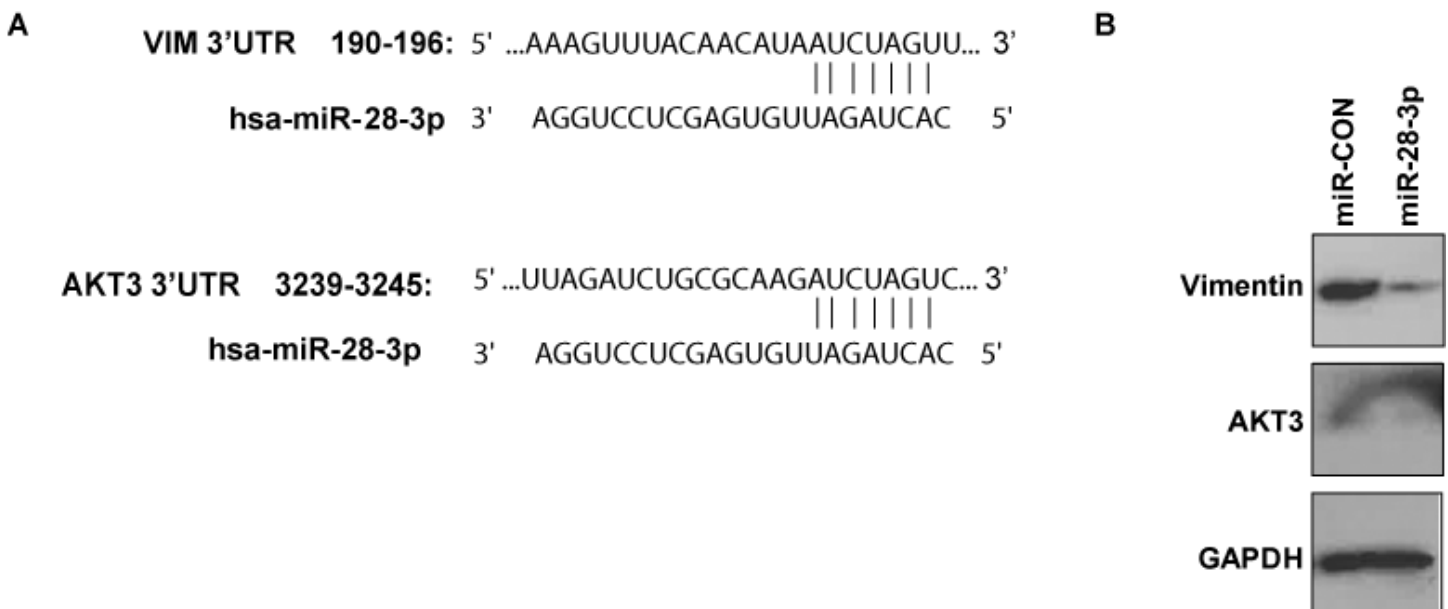 A
VIM 3'UTR 190-196: 5' ...AAAGUUUACAACAUAAUCUAGUU... 3'
hsa-miR-28-3p 3' AGGUCCUCGAGUGUUAGAUCAC 5'
AKT3 3'UTR 3239-3245: 5' ...UUAGAUCUGCGCAAGAUCUAGUC... 3'
hsa-miR-28-3p 3' AGGUCCUCGAGUGUUAGAUCAC 5'
B
miR-CON
miR-28-3p
Vimentin
AKT3
GAPDH